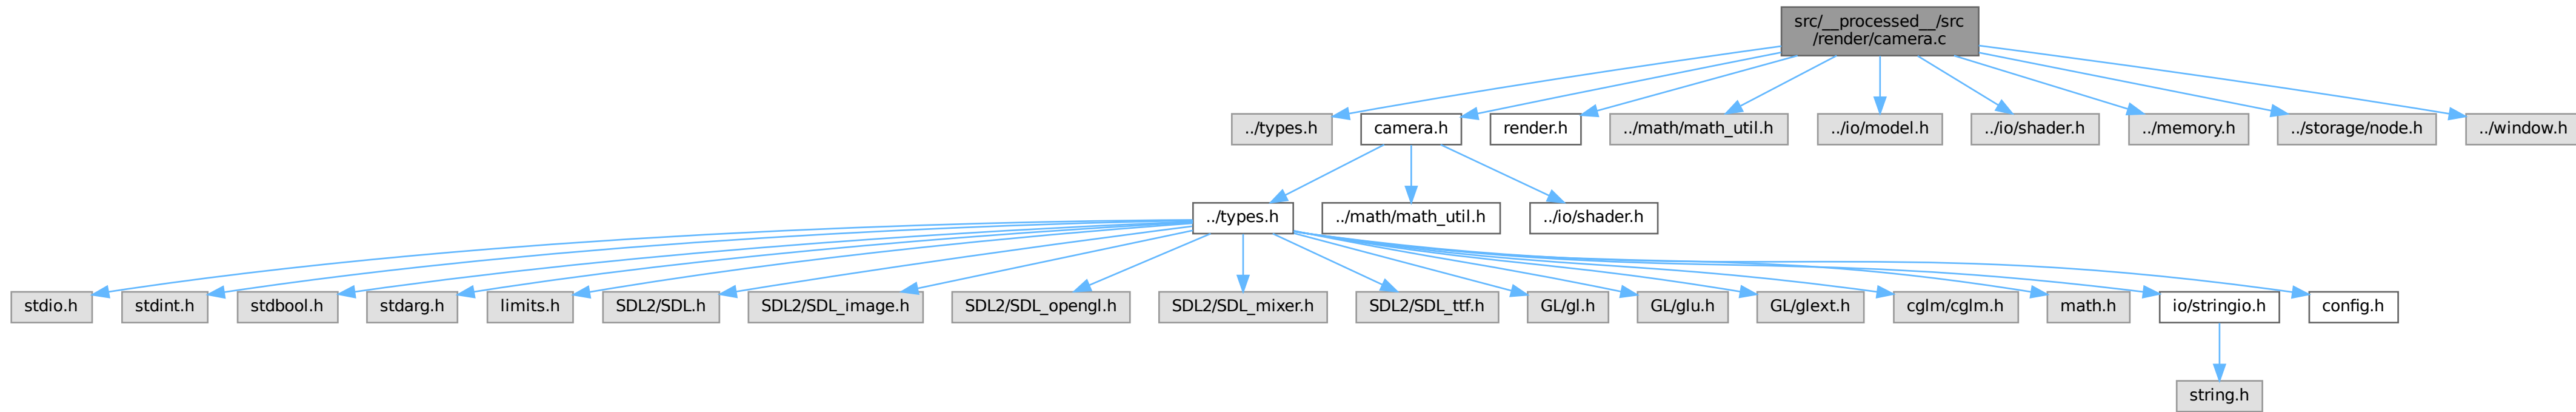 src/__processed__/src
/render/camera.c
../types.h
camera.h
render.h
../math/math_util.h
../io/model.h
../io/shader.h
../memory.h
../storage/node.h
../window.h
../types.h
../math/math_util.h
../io/shader.h
stdio.h
stdint.h
stdbool.h
stdarg.h
limits.h
SDL2/SDL.h
SDL2/SDL_image.h
SDL2/SDL_opengl.h
SDL2/SDL_mixer.h
SDL2/SDL_ttf.h
GL/gl.h
GL/glu.h
GL/glext.h
cglm/cglm.h
math.h
io/stringio.h
config.h
string.h